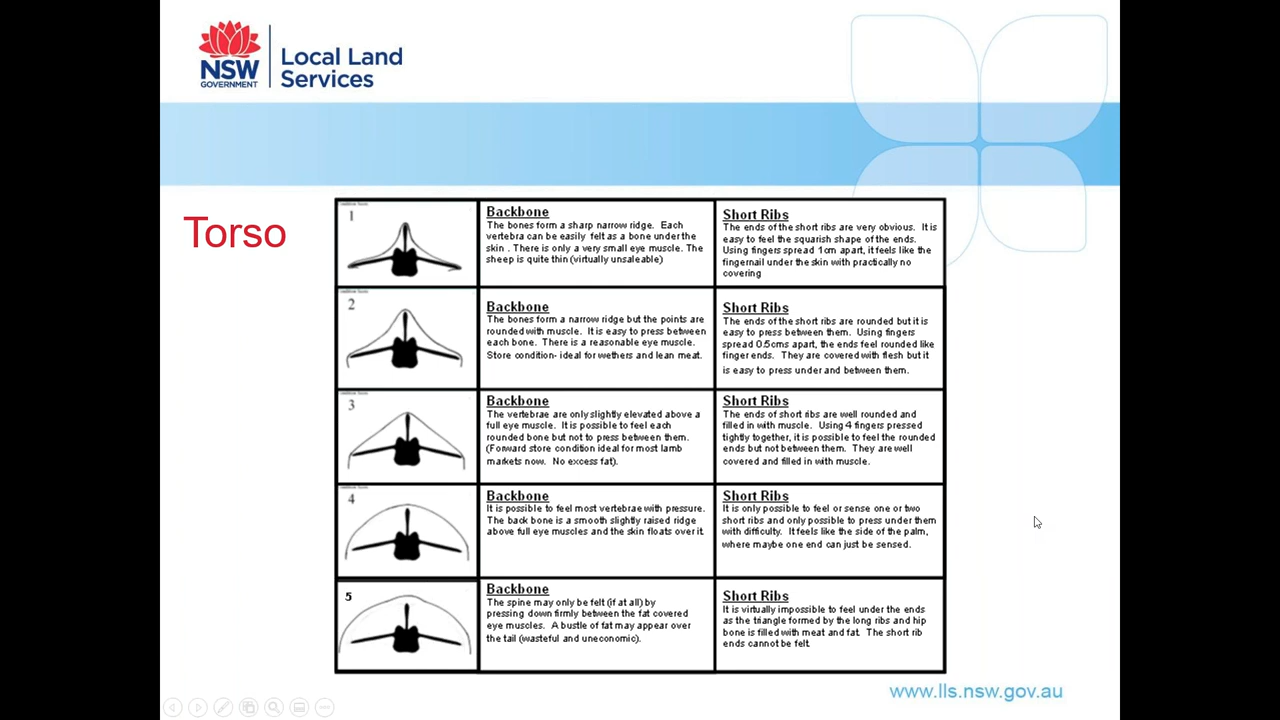 NSW
GOVERNMENT
Local Land
Services
Torso
1
Backbone
The bones form a sharp narrow ridge. Each
vertebra can be easily felt as a bone under the
skin . There is only a very small eye muscle. The
sheep is quite thin (virtually unsaleable)
Short Ribs
The ends of the short ribs are very obvious. It is
easy to feel the squarish shape of the ends.
Using fingers spread 1cm apart, it feels like the
fingernail under the skin with practically no
covering
2
Backbone
The bones form a narrow ridge but the points are
rounded with muscle. It is easy to press between
each bone. There is a reasonable eye muscle.
Store condition- ideal for wethers and lean meat.
Short Ribs
The ends of the short ribs are rounded but it is
easy to press between them. Using fingers
spread 0.5cms apart, the ends feel rounded like
finger ends. They are covered with flesh but it
is easy to press under and between them.
3
Backbone
The vertebrae are only slightly elevated above a
full eye muscle. It is possible to feel each
rounded bone but not to press between them.
(Forward store condition ideal for most lamb
markets now. No excess fat).
Short Ribs
The ends of short ribs are well rounded and
filled in with muscle. Using 4 fingers pressed
tightly together, it is possible to feel the rounded
ends but not between them. They are well
covered and filled in with muscle.
4
Backbone
It is possible to feel most vertebrae with pressure.
The back bone is a smooth slightly raised ridge
above full eye muscles and the skin floats over it.
Short Ribs
It is only possible to feel or sense one or two
short ribs and only possible to press under them
with difficulty. It feels like the side of the palm,
where maybe one end can just be sensed.
5
Backbone
The spine may only be felt (if at all) by
pressing down firmly between the fat covered
eye muscles. A bustle of fat may appear over
the tail (wasteful and uneconomic).
Short Ribs
It is virtually impossible to feel under the ends
as the triangle formed by the long ribs and hip
bone is filled with meat and fat. The short rib
ends cannot be felt.
www.lls.nsw.gov.au